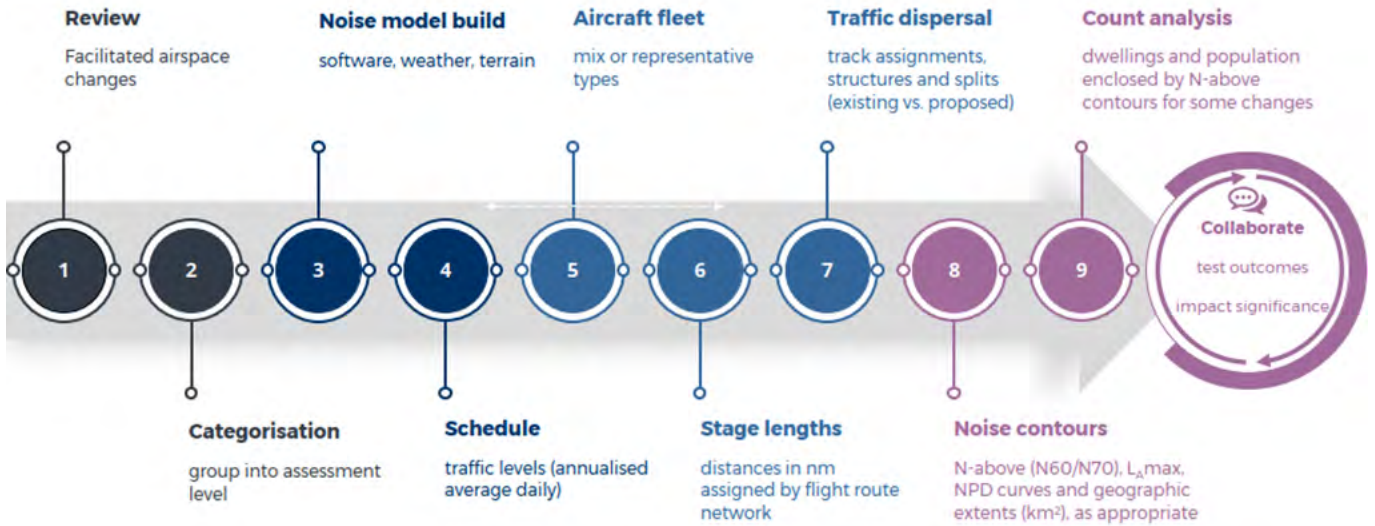 Review
Facilitated airspace
changes
Noise model build
software, weather, terrain
Aircraft fleet
mix or representative
types
Traffic dispersal
track assignments,
structures and splits
(existing vs. proposed)
Count analysis
dwellings and population
enclosed by N-above
contours for some changes
1
2
3
4
5
6
7
8
9
Collaborate
test outcomes
impact significance
Categorisation
group into assessment
level
Schedule
traffic levels (annualised
average daily)
Stage lengths
distances in nm
assigned by flight route
network
Noise contours
N-above (N60/N70), LAmax,
NPD curves and geographic
extents (km²), as appropriate